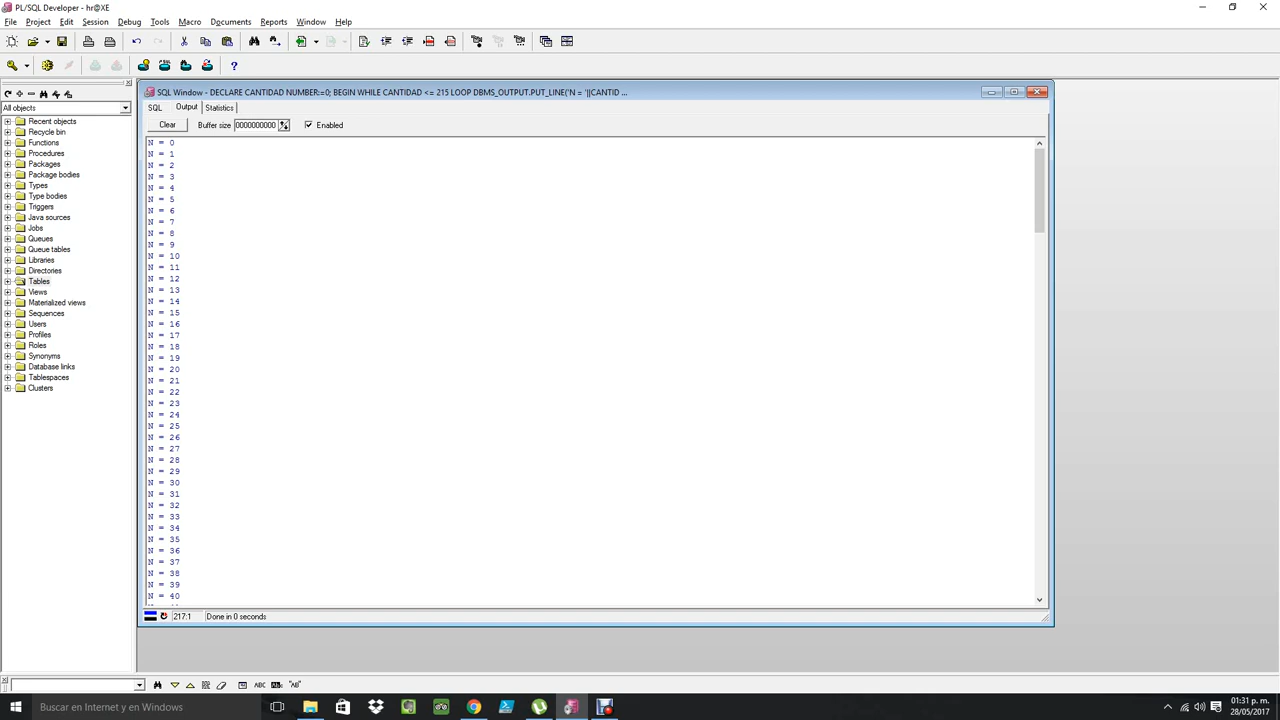 PL/SQL Developer - hr@XE
File Project Edit Session Debug Tools Macro Documents Reports Window Help
All objects
Recent objects
Recycle bin
Functions
Procedures
Packages
Package bodies
Types
Type bodies
Triggers
Java sources
Jobs
Queues
Queue tables
Libraries
Directories
Tables
Views
Materialized views
Sequences
Users
Profiles
Roles
Synonyms
Database links
Tablespaces
Clusters
SQL Window - DECLARE CANTIDAD NUMBER:=0; BEGIN WHILE CANTIDAD <= 215 LOOP DBMS_OUTPUT.PUT_LINE('N = '||CANTID ...
SQL Output Statistics
Clear Buffer size 0000000000 Enabled
N = 0
N = 1
N = 2
N = 3
N = 4
N = 5
N = 6
N = 7
N = 8
N = 9
N = 10
N = 11
N = 12
N = 13
N = 14
N = 15
N = 16
N = 17
N = 18
N = 19
N = 20
N = 21
N = 22
N = 23
N = 24
N = 25
N = 26
N = 27
N = 28
N = 29
N = 30
N = 31
N = 32
N = 33
N = 34
N = 35
N = 36
N = 37
N = 38
N = 39
N = 40
217:1 Done in 0 seconds
ABC "AB"
Buscar en Internet y en Windows
01:31 p. m.
28/05/2017